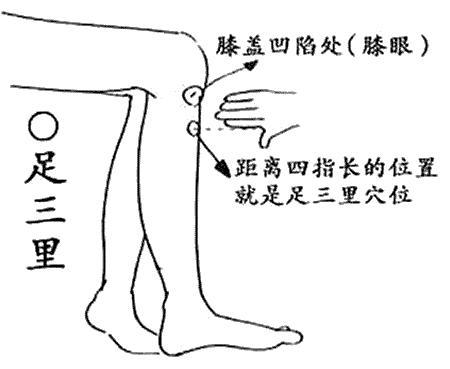 膝盖凹陷处(膝眼)
距离四指长的位置
就是足三里穴位
○足三里